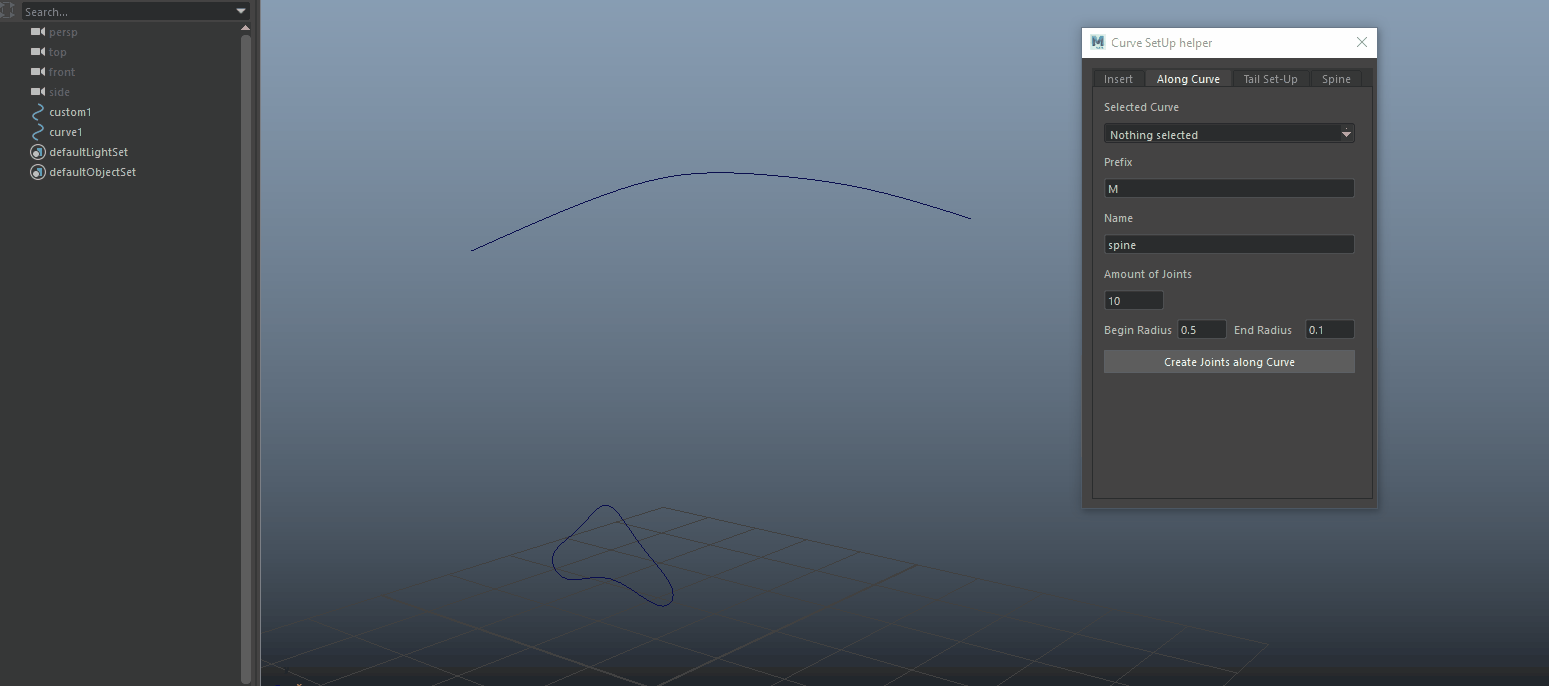 Search...
persp
top
front
side
custom1
curve1
defaultLightSet
defaultObjectSet
M
Curve SetUp helper
Insert Along Curve Tail Set-Up Spine
Selected Curve
Nothing selected
Prefix
M
Name
spine
Amount of Joints
10
Begin Radius 0.5 End Radius 0.1
Create Joints along Curve